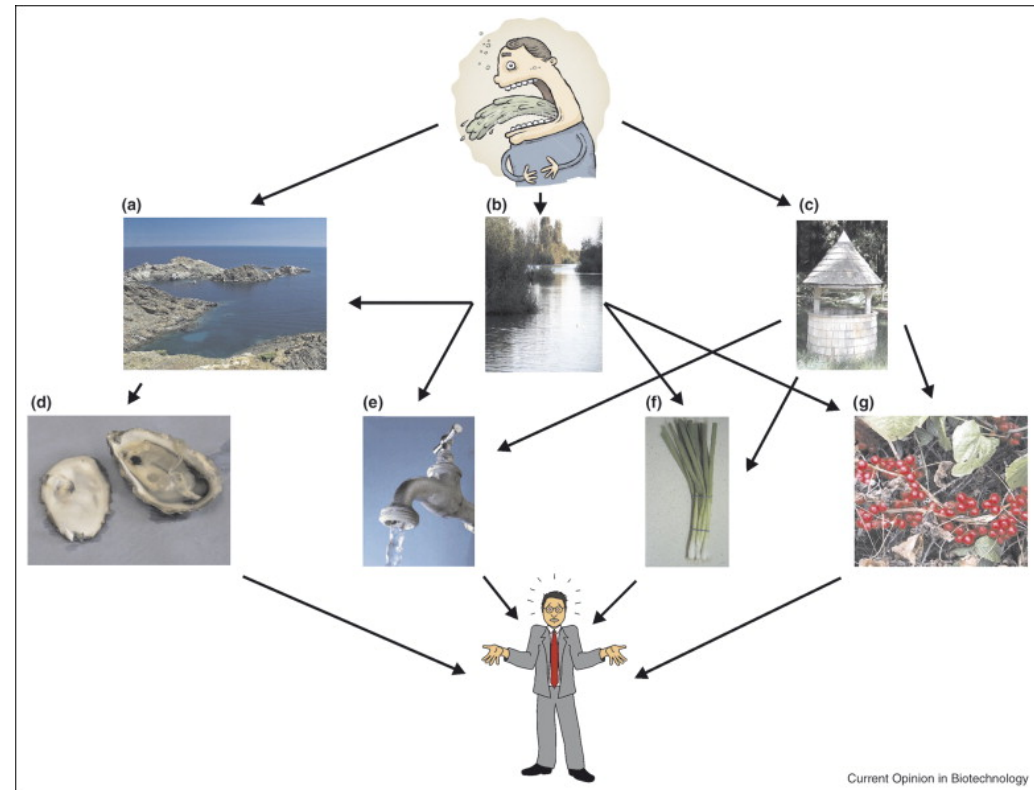 (a)
(b)
(c)
(d)
(e)
(f)
(g)
Current Opinion in Biotechnology